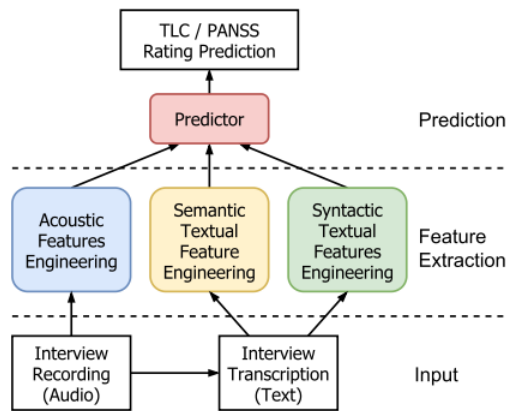 TLC / PANSS
Rating Prediction
Predictor
Prediction
Acoustic
Features
Engineering
Semantic
Textual
Feature
Engineering
Syntactic
Textual
Features
Engineering
Feature
Extraction
Interview
Recording
(Audio)
Interview
Transcription
(Text)
Input